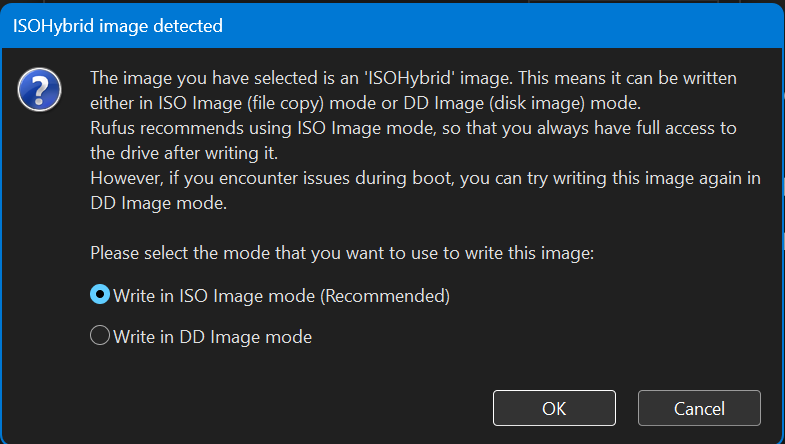 ISOHybrid image detected
The image you have selected is an 'ISOHybrid' image. This means it can be written
either in ISO Image (file copy) mode or DD Image (disk image) mode.
Rufus recommends using ISO Image mode, so that you always have full access to
the drive after writing it.
However, if you encounter issues during boot, you can try writing this image again in
DD Image mode.
Please select the mode that you want to use to write this image:
Write in ISO Image mode (Recommended)
Write in DD Image mode
OK
Cancel